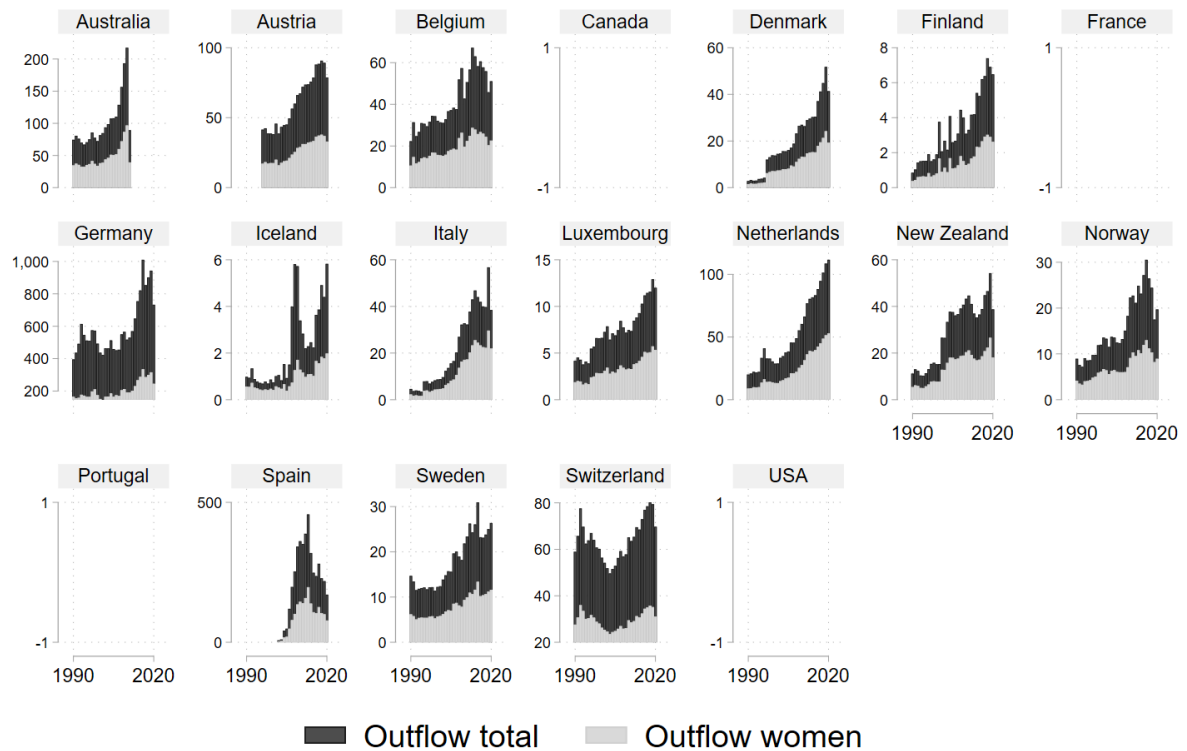 Australia Austria Belgium Canada Denmark Finland France
200 100 60 1 60 8 1
150 40 40 6
100 50 40 20 4
50 20 2
0 0 0 -1 0 0 -1
Germany Iceland Italy Luxembourg Netherlands New Zealand Norway
1,000 6 60 15 100 60 30
800 4 40 10 40 20
600 50
400 2 20 5 20 10
200 0 0 0 0 0 0
1990 2020 1990 2020
Portugal Spain Sweden Switzerland USA
1 500 30 80 1
20 60
10 40
-1 0 0 20 -1
1990 2020 1990 2020 1990 2020 1990 2020 1990 2020
Outflow total Outflow women